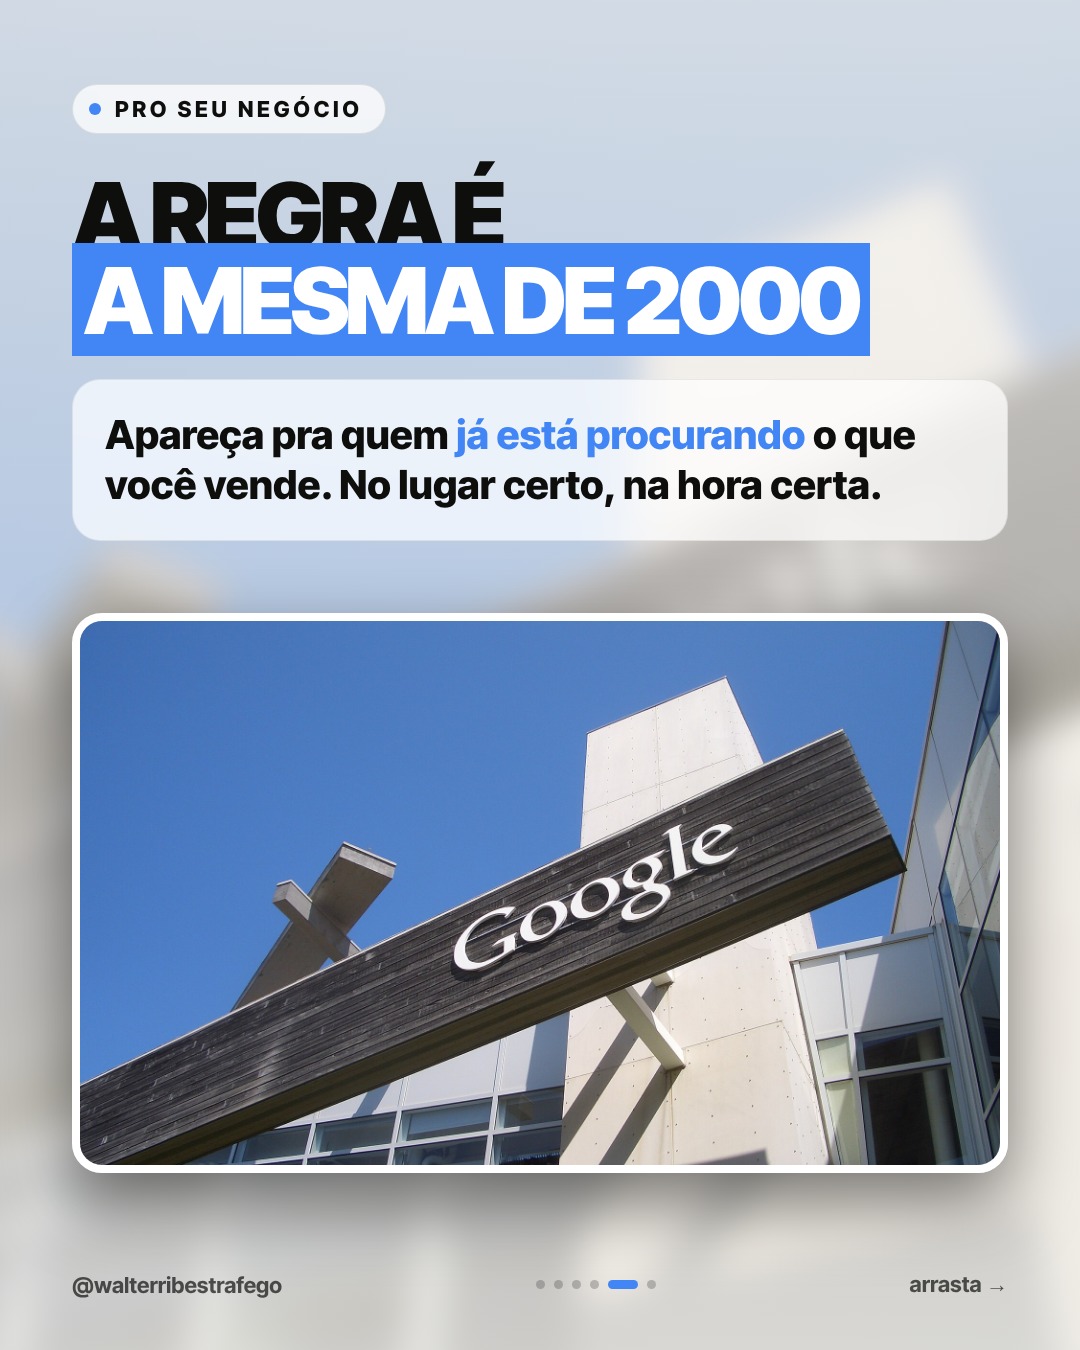 PRO SEU NEGÓCIO
A REGRA É
A MESMA DE 2000
Apareça pra quem já está procurando o que
você vende. No lugar certo, na hora certa.
Google
@walterribestrafego
arrasta →